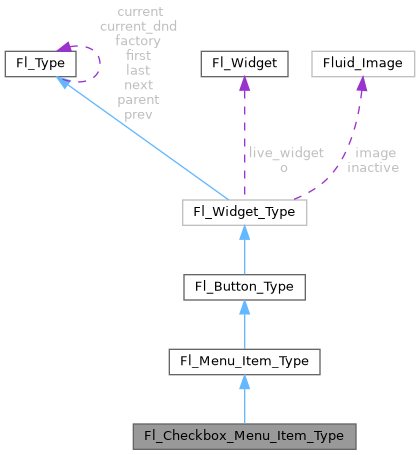 current
current_dnd
factory
first
last
next
parent
prev
Fl_Type
Fl_Widget
Fluid_Image
live_widget
o
image
inactive
Fl_Widget_Type
Fl_Button_Type
Fl_Menu_Item_Type
Fl_Checkbox_Menu_Item_Type